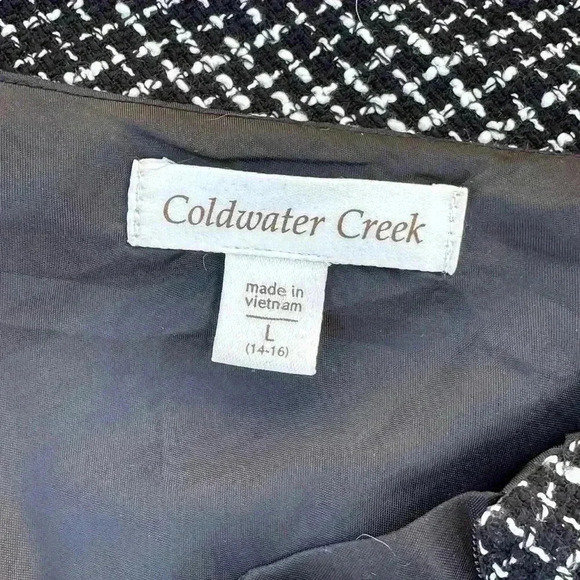 Coldwater Creek
made in
vietnam
L
(14-16)